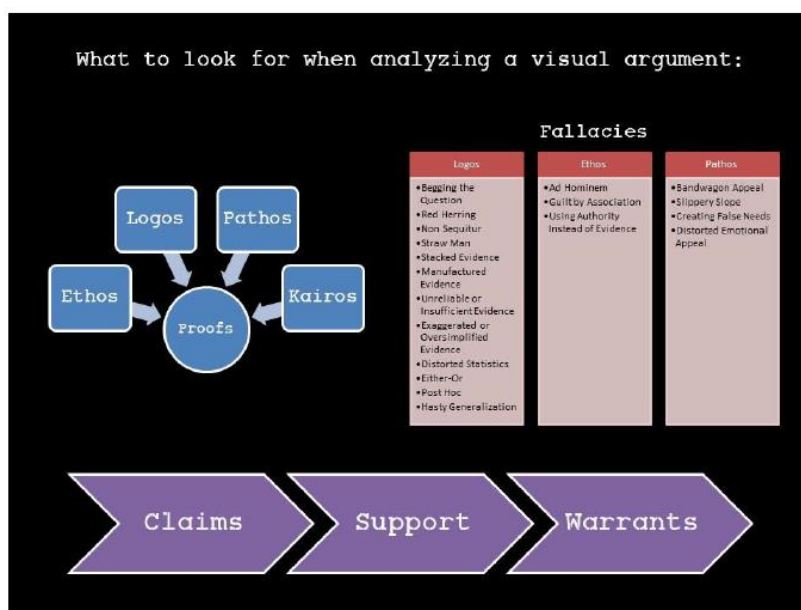 What to look for when analyzing a visual argument:
Logos
Pathos
Ethos
Kairos
Proofs
Fallacies
Logos
•Begging the
Question
•Red Herring
•Non Sequitur
•Straw Man
•Stacked Evidence
•Manufactured
Evidence
•Unreliable or
Insufficient Evidence
•Exaggerated or
Oversimplified
Evidence
•Distorted Statistics
•Either-Or
•Post Hoc
•Hasty Generalization
Ethos
•Ad Hominem
•Guilt by Association
•Using Authority
Instead of Evidence
Pathos
•Bandwagon Appeal
•Slippery Slope
•Creating False Needs
•Distorted Emotional
Appeal
Claims
Support
Warrants